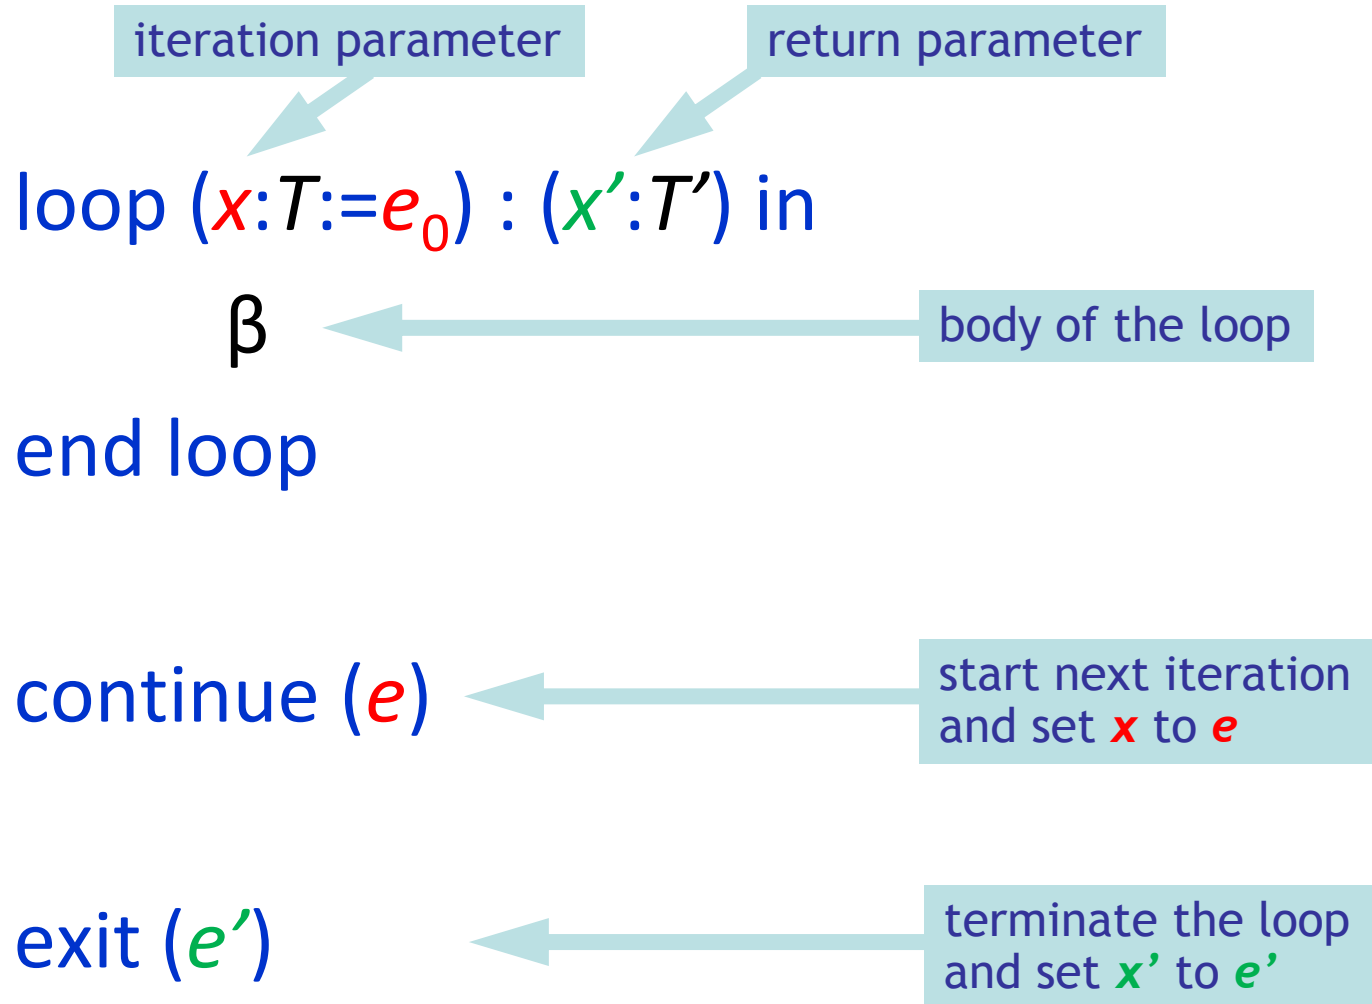 iteration parameter
return parameter
loop (x:T:=e₀) : (x’:T’) in
β
body of the loop
end loop
continue (e)
start next iteration
and set x to e
exit (e’)
terminate the loop
and set x’ to e’